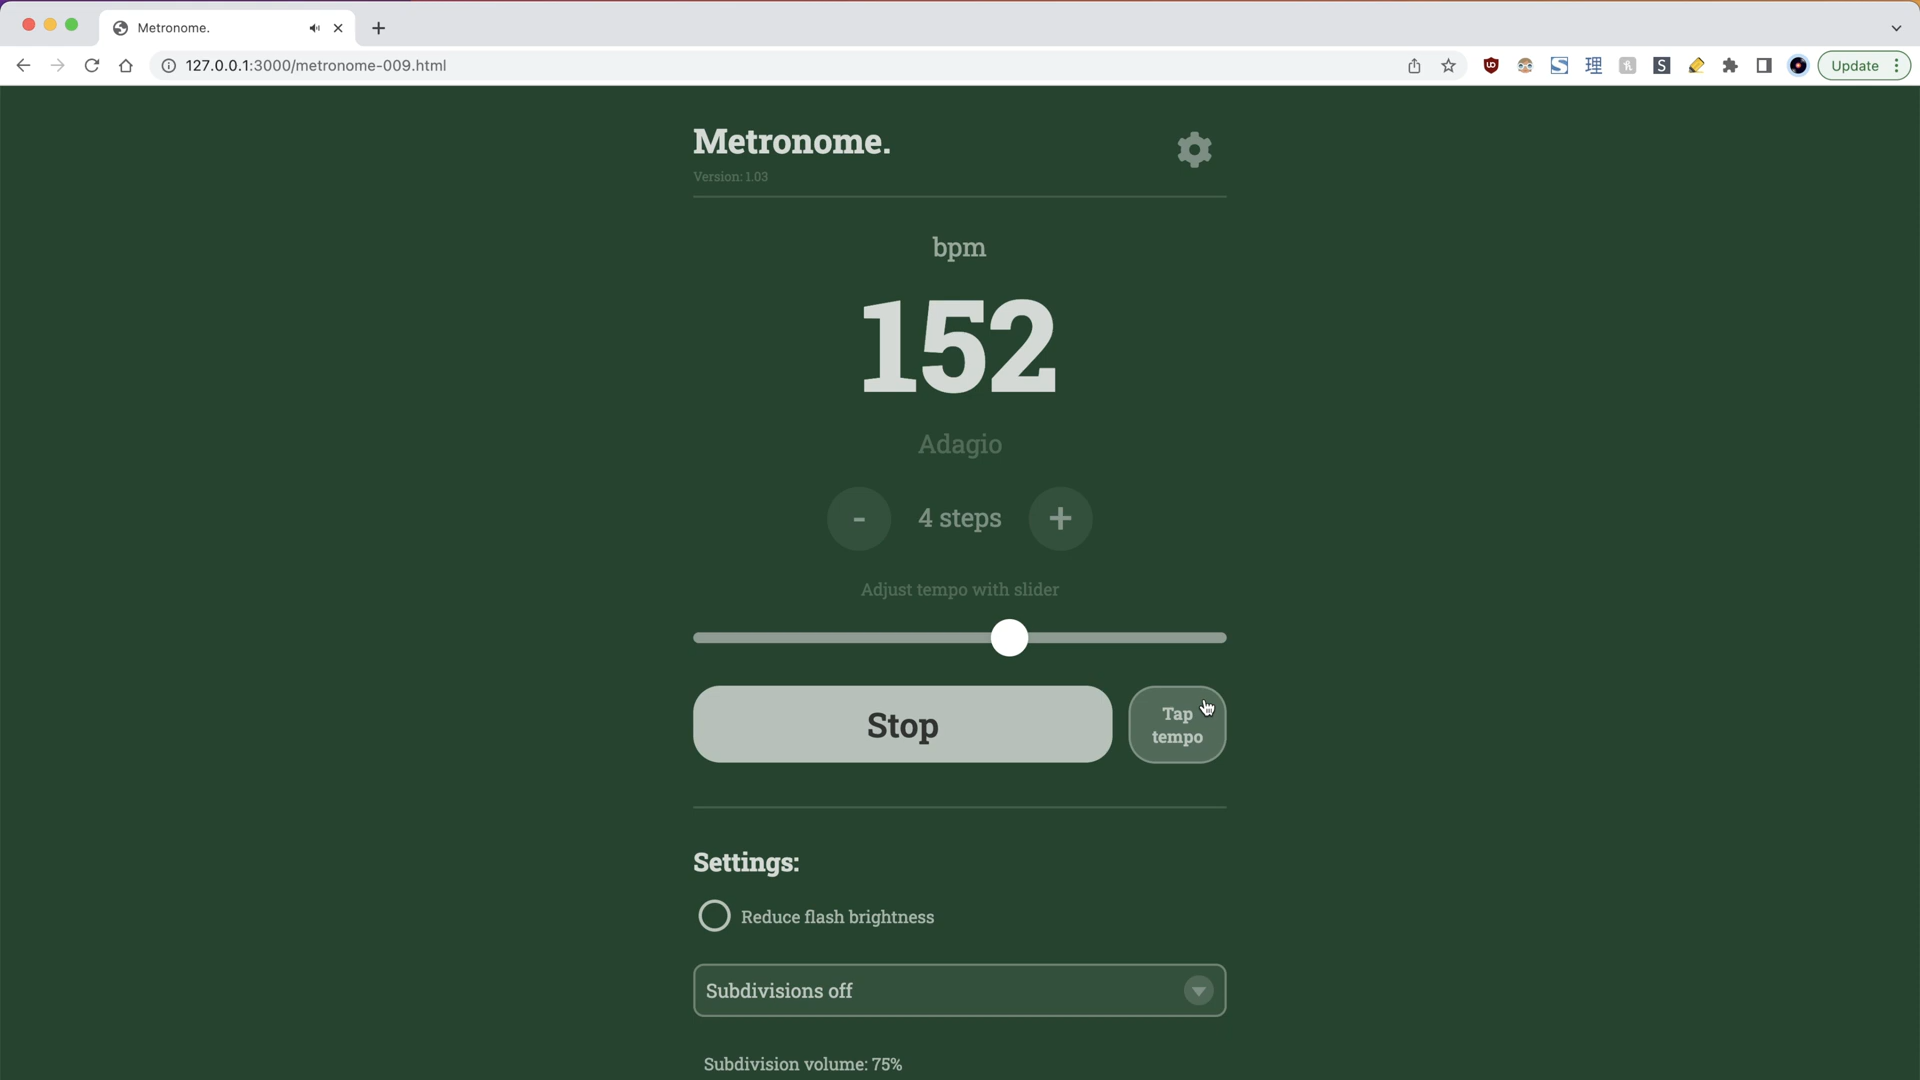 Metronome.
127.0.0.1:3000/metronome-009.html
Update
Metronome.
Version: 1.03
bpm
152
Adagio
- 4 steps +
Adjust tempo with slider
Stop
Tap
tempo
Settings:
Reduce flash brightness
Subdivisions off
Subdivision volume: 75%